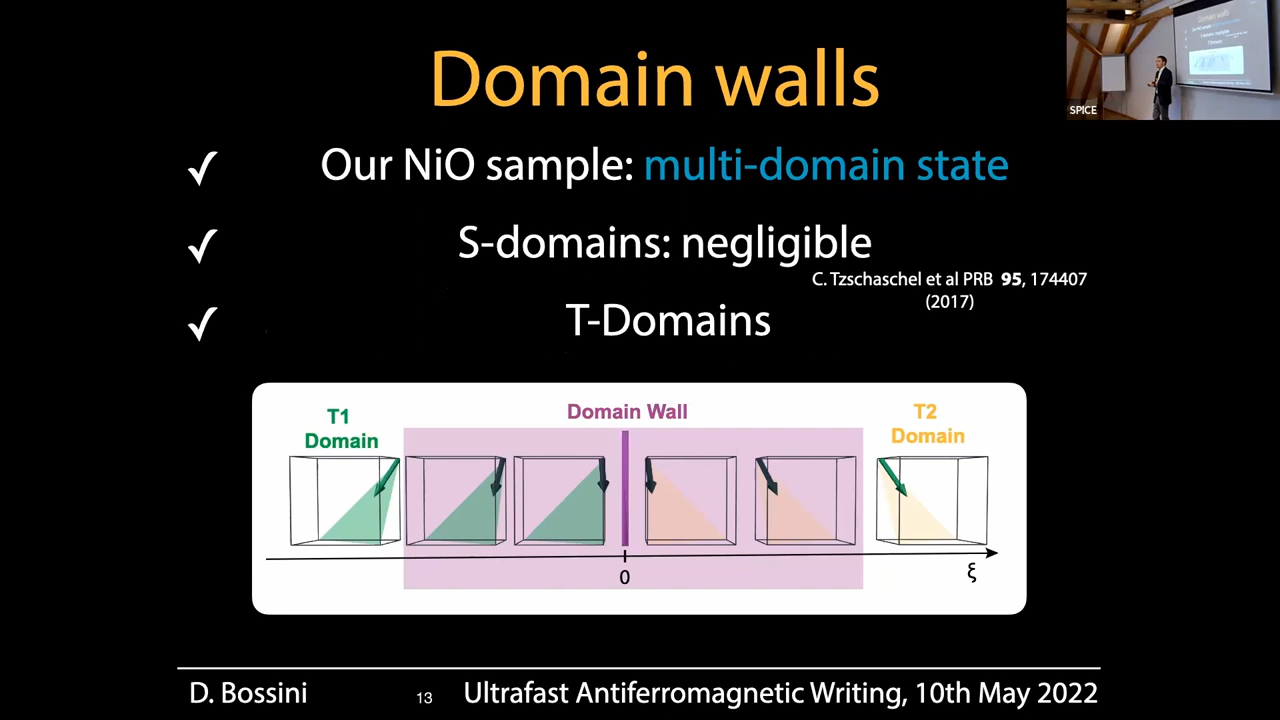 Domain walls
SPICE
✓ Our NiO sample: multi-domain state
✓ S-domains: negligible
C. Tzschaschel et al PRB 95, 174407
(2017)
✓ T-Domains
T1
Domain
Domain Wall
T2
Domain
0
ξ
D. Bossini
13
Ultrafast Antiferromagnetic Writing, 10th May 2022